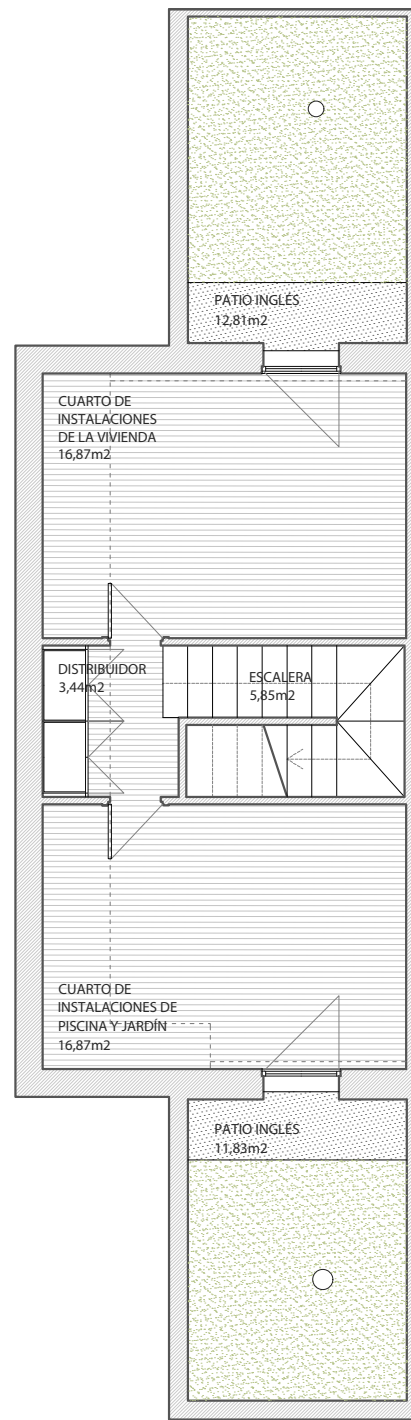 PATIO INGLÉS
12,81m2
CUARTO DE
INSTALACIONES
DE LA VIVIENDA
16,87m2
DISTRIBUIDOR
3,44m2
ESCALERA
5,85m2
CUARTO DE
INSTALACIONES DE
PISCINA Y JARDÍN
16,87m2
PATIO INGLÉS
11,83m2